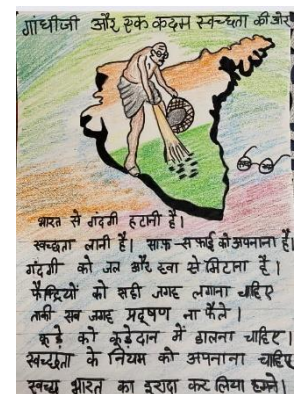 गांधीजी और एक कदम स्वच्छता की ओर
भारत से गंदगी हटानी है।
स्वच्छता लानी है। साफ-सफाई को अपनाना है।
गंदगी को जल और हवा से मिटाना है।
फैक्ट्रियों को सही जगह लगाना चाहिए
ताकी सब जगह प्रदूषण ना फैले।
कूड़े को कूड़ेदान में डालना चाहिए।
स्वच्छता के नियम को अपनाना चाहिए
स्वच्छ भारत का इरादा कर लिया हमने।